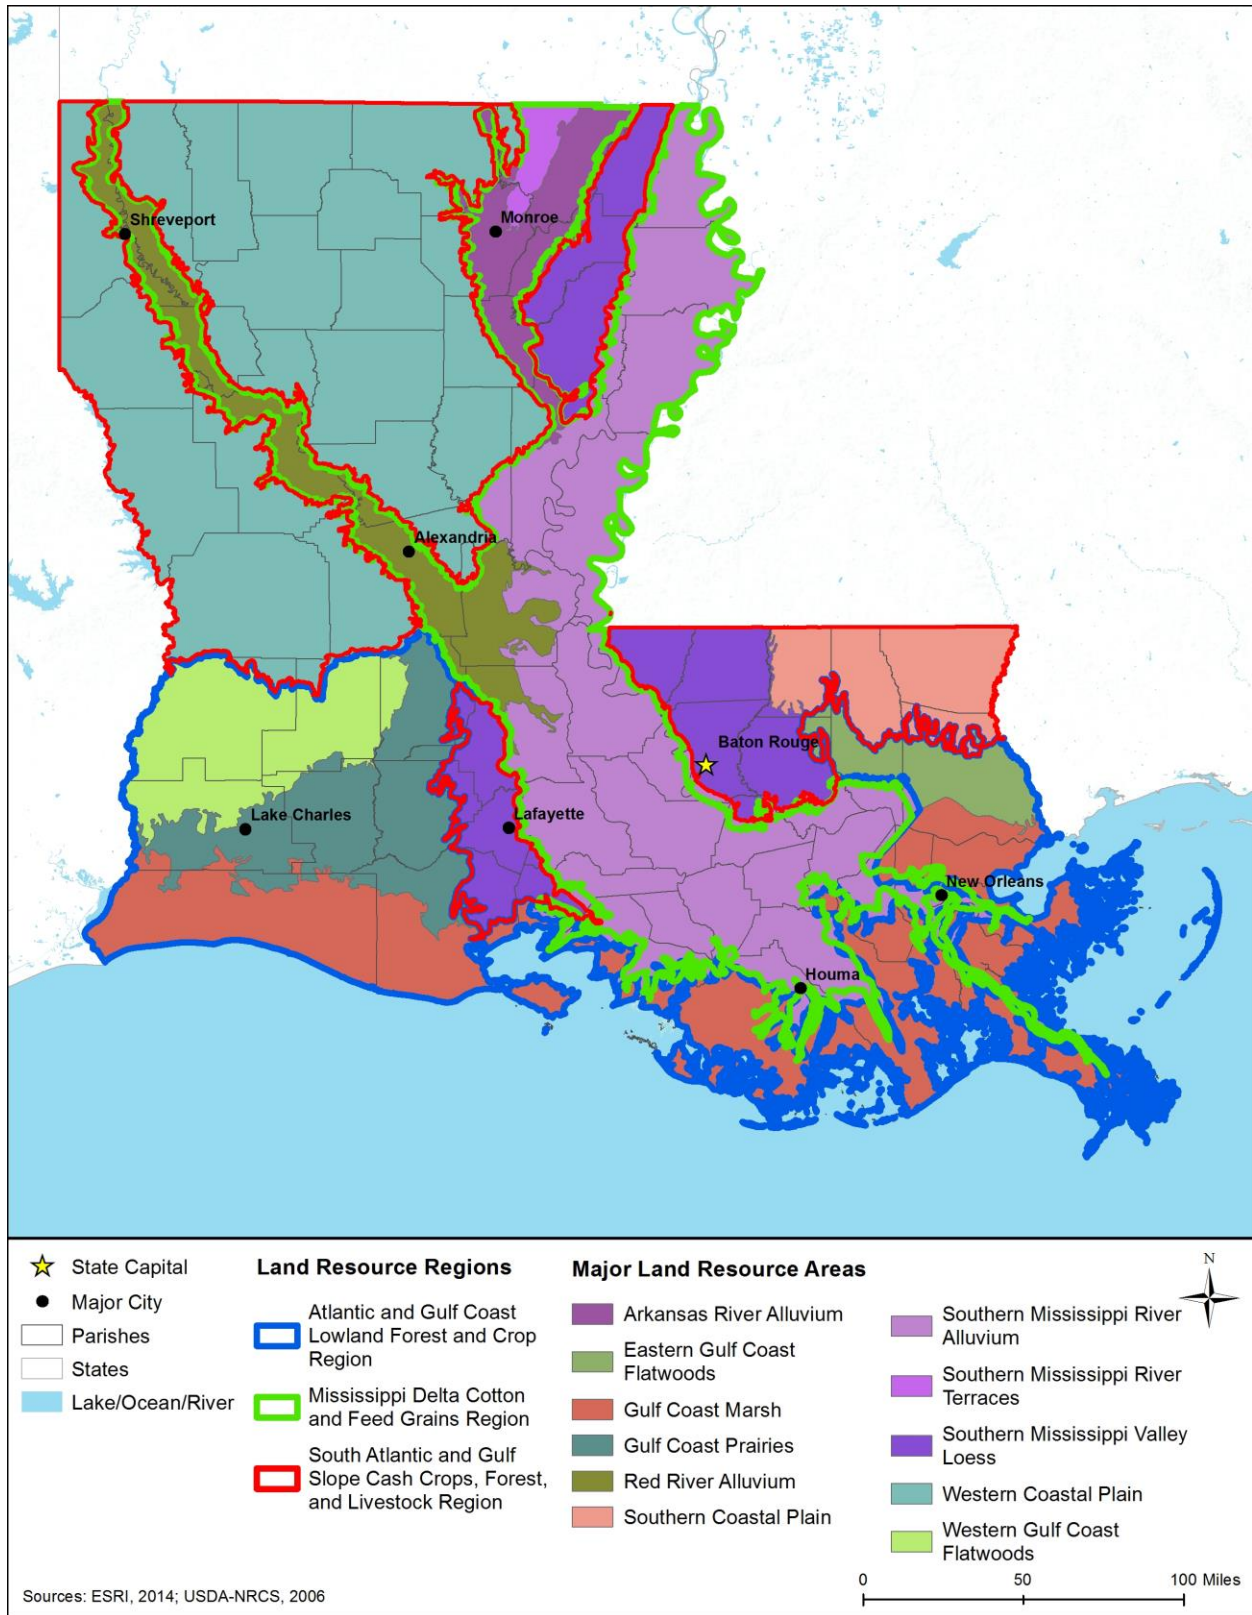 Shreveport
Monroe
Alexandria
Baton Rouge
Lake Charles
Lafayette
New Orleans
Houma
State Capital
Major City
Parishes
States
Lake/Ocean/River
Land Resource Regions
Atlantic and Gulf Coast
Lowland Forest and Crop
Region
Mississippi Delta Cotton
and Feed Grains Region
South Atlantic and Gulf
Slope Cash Crops, Forest,
and Livestock Region
Major Land Resource Areas
Arkansas River Alluvium
Eastern Gulf Coast
Flatwoods
Gulf Coast Marsh
Gulf Coast Prairies
Red River Alluvium
Southern Coastal Plain
Southern Mississippi River
Alluvium
Southern Mississippi River
Terraces
Southern Mississippi Valley
Loess
Western Coastal Plain
Western Gulf Coast
Flatwoods
N
0 50 100 Miles
Sources: ESRI, 2014; USDA-NRCS, 2006